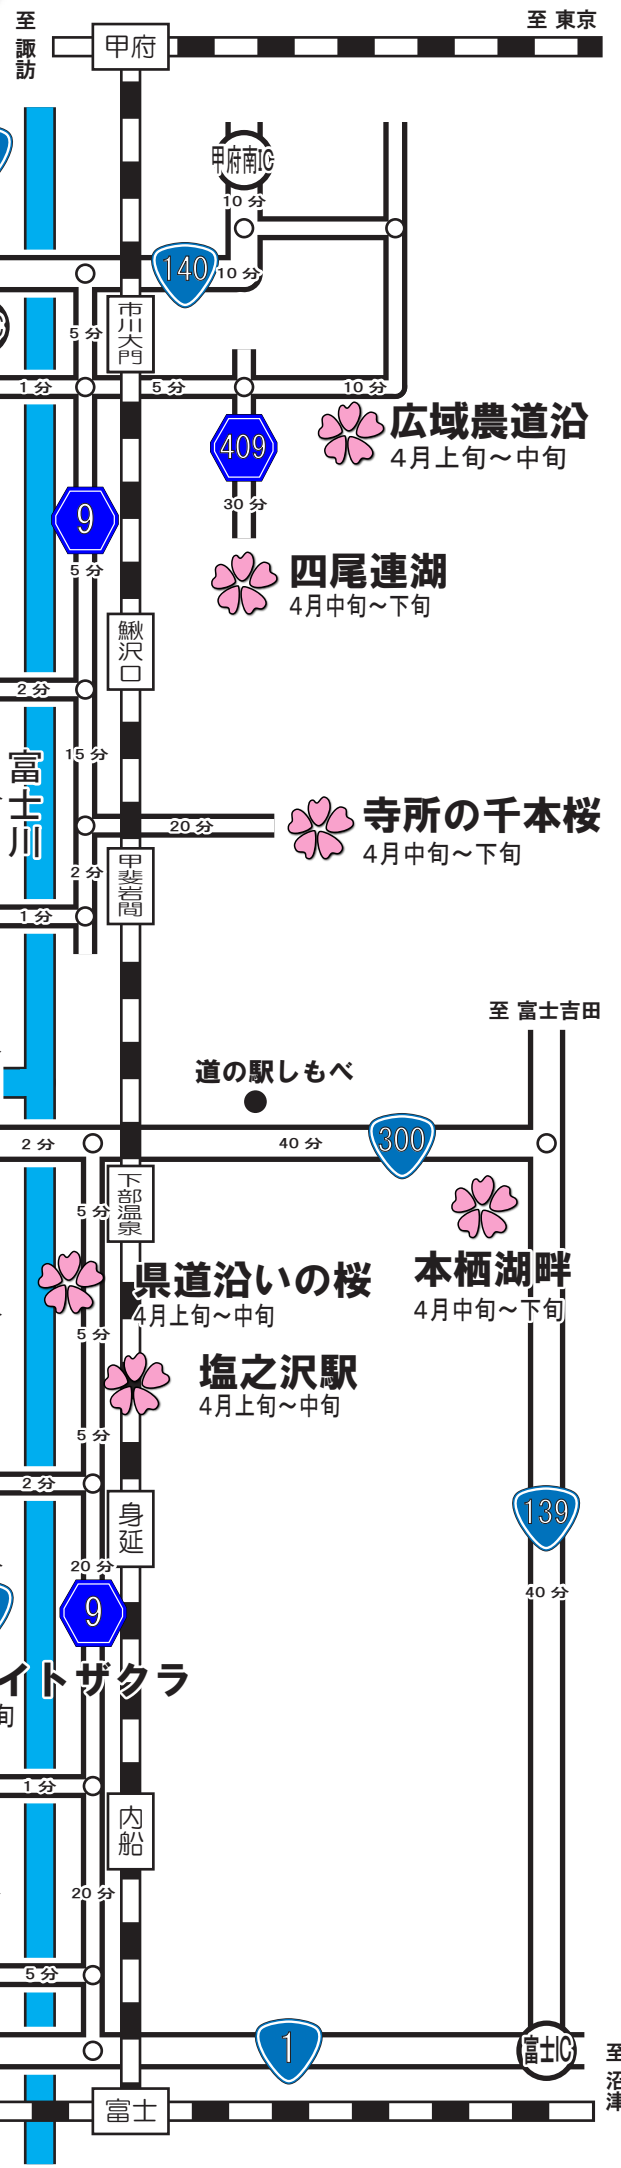 至 諏訪
至 東京
甲府
甲府南IC
10分
140
10分
5分
市川大門
1分
5分
10分
広域農道沿
4月上旬〜中旬
409
30分
9
5分
四尾連湖
4月中旬〜下旬
鰍沢口
2分
15分
富士川
20分
寺所の千本桜
4月中旬〜下旬
2分
甲斐岩間
1分
至 富士吉田
道の駅しもべ
2分
40分
300
5分
下部温泉
本栖湖畔
4月中旬〜下旬
県道沿いの桜
4月上旬〜中旬
5分
塩之沢駅
4月上旬〜中旬
5分
2分
身延
139
20分
40分
9
イトザクラ
旬
1分
内船
20分
5分
1
富士IC
至 沼津
富士